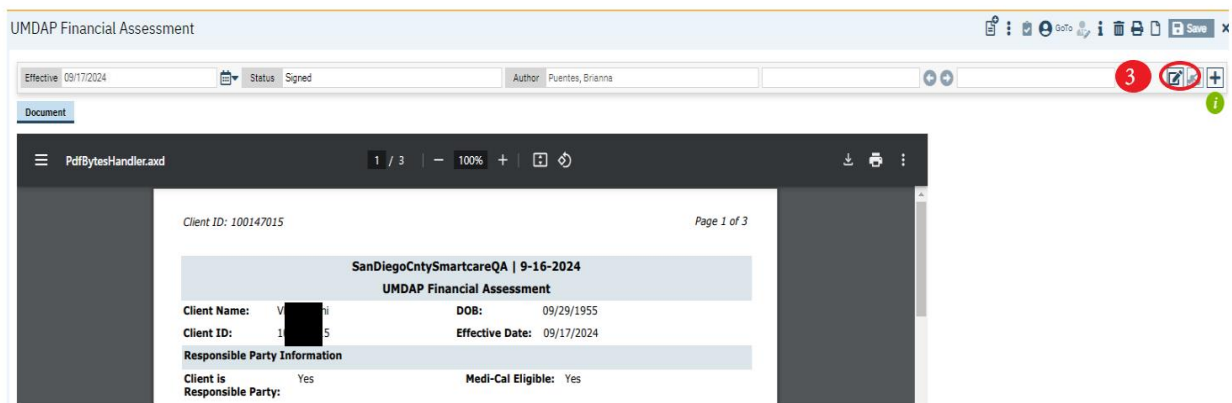 UMDAP Financial Assessment GoTo i Save
Effective 09/17/2024 Status Signed Author Puentes, Brianna 3
Document i
PdfBytesHandler.axd 1 / 3 100%
Client ID: 100147015 Page 1 of 3
SanDiegoCntySmartcareQA | 9-16-2024
UMDAP Financial Assessment
Client Name: V hi DOB: 09/29/1955
Client ID: 10 5 Effective Date: 09/17/2024
Responsible Party Information
Client is Yes Medi-Cal Eligible: Yes
Responsible Party: